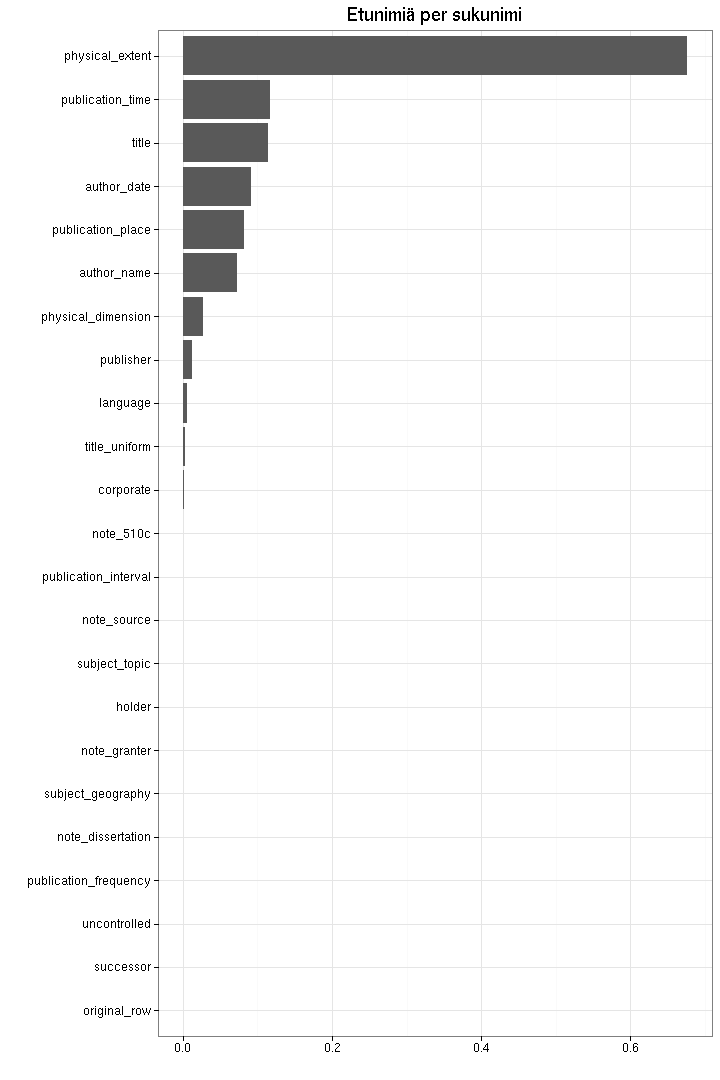 Etunimiä per sukunimi
physical_extent
publication_time
title
author_date
publication_place
author_name
physical_dimension
publisher
language
title_uniform
corporate
note_510c
publication_interval
note_source
subject_topic
holder
note_granter
subject_geography
note_dissertation
publication_frequency
uncontrolled
successor
original_row
0.0 0.2 0.4 0.6